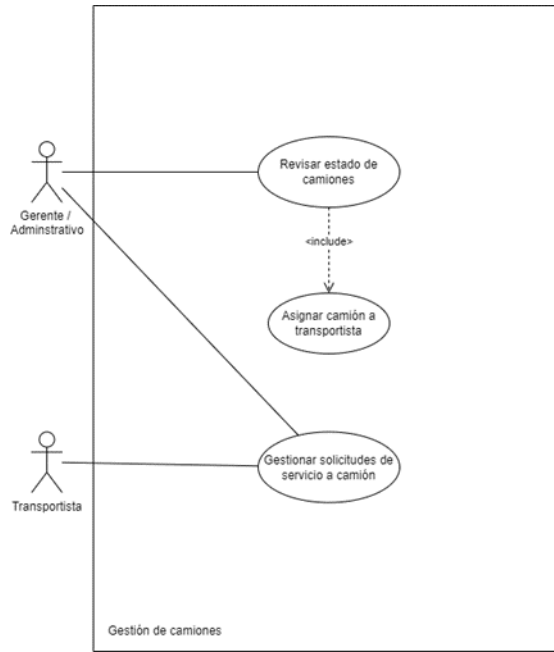 Revisar estado de
camiones
Gerente /
Adminstrativo
<include>
Asignar camión a
transportista
Gestionar solicitudes de
servicio a camión
Transportista
Gestión de camiones